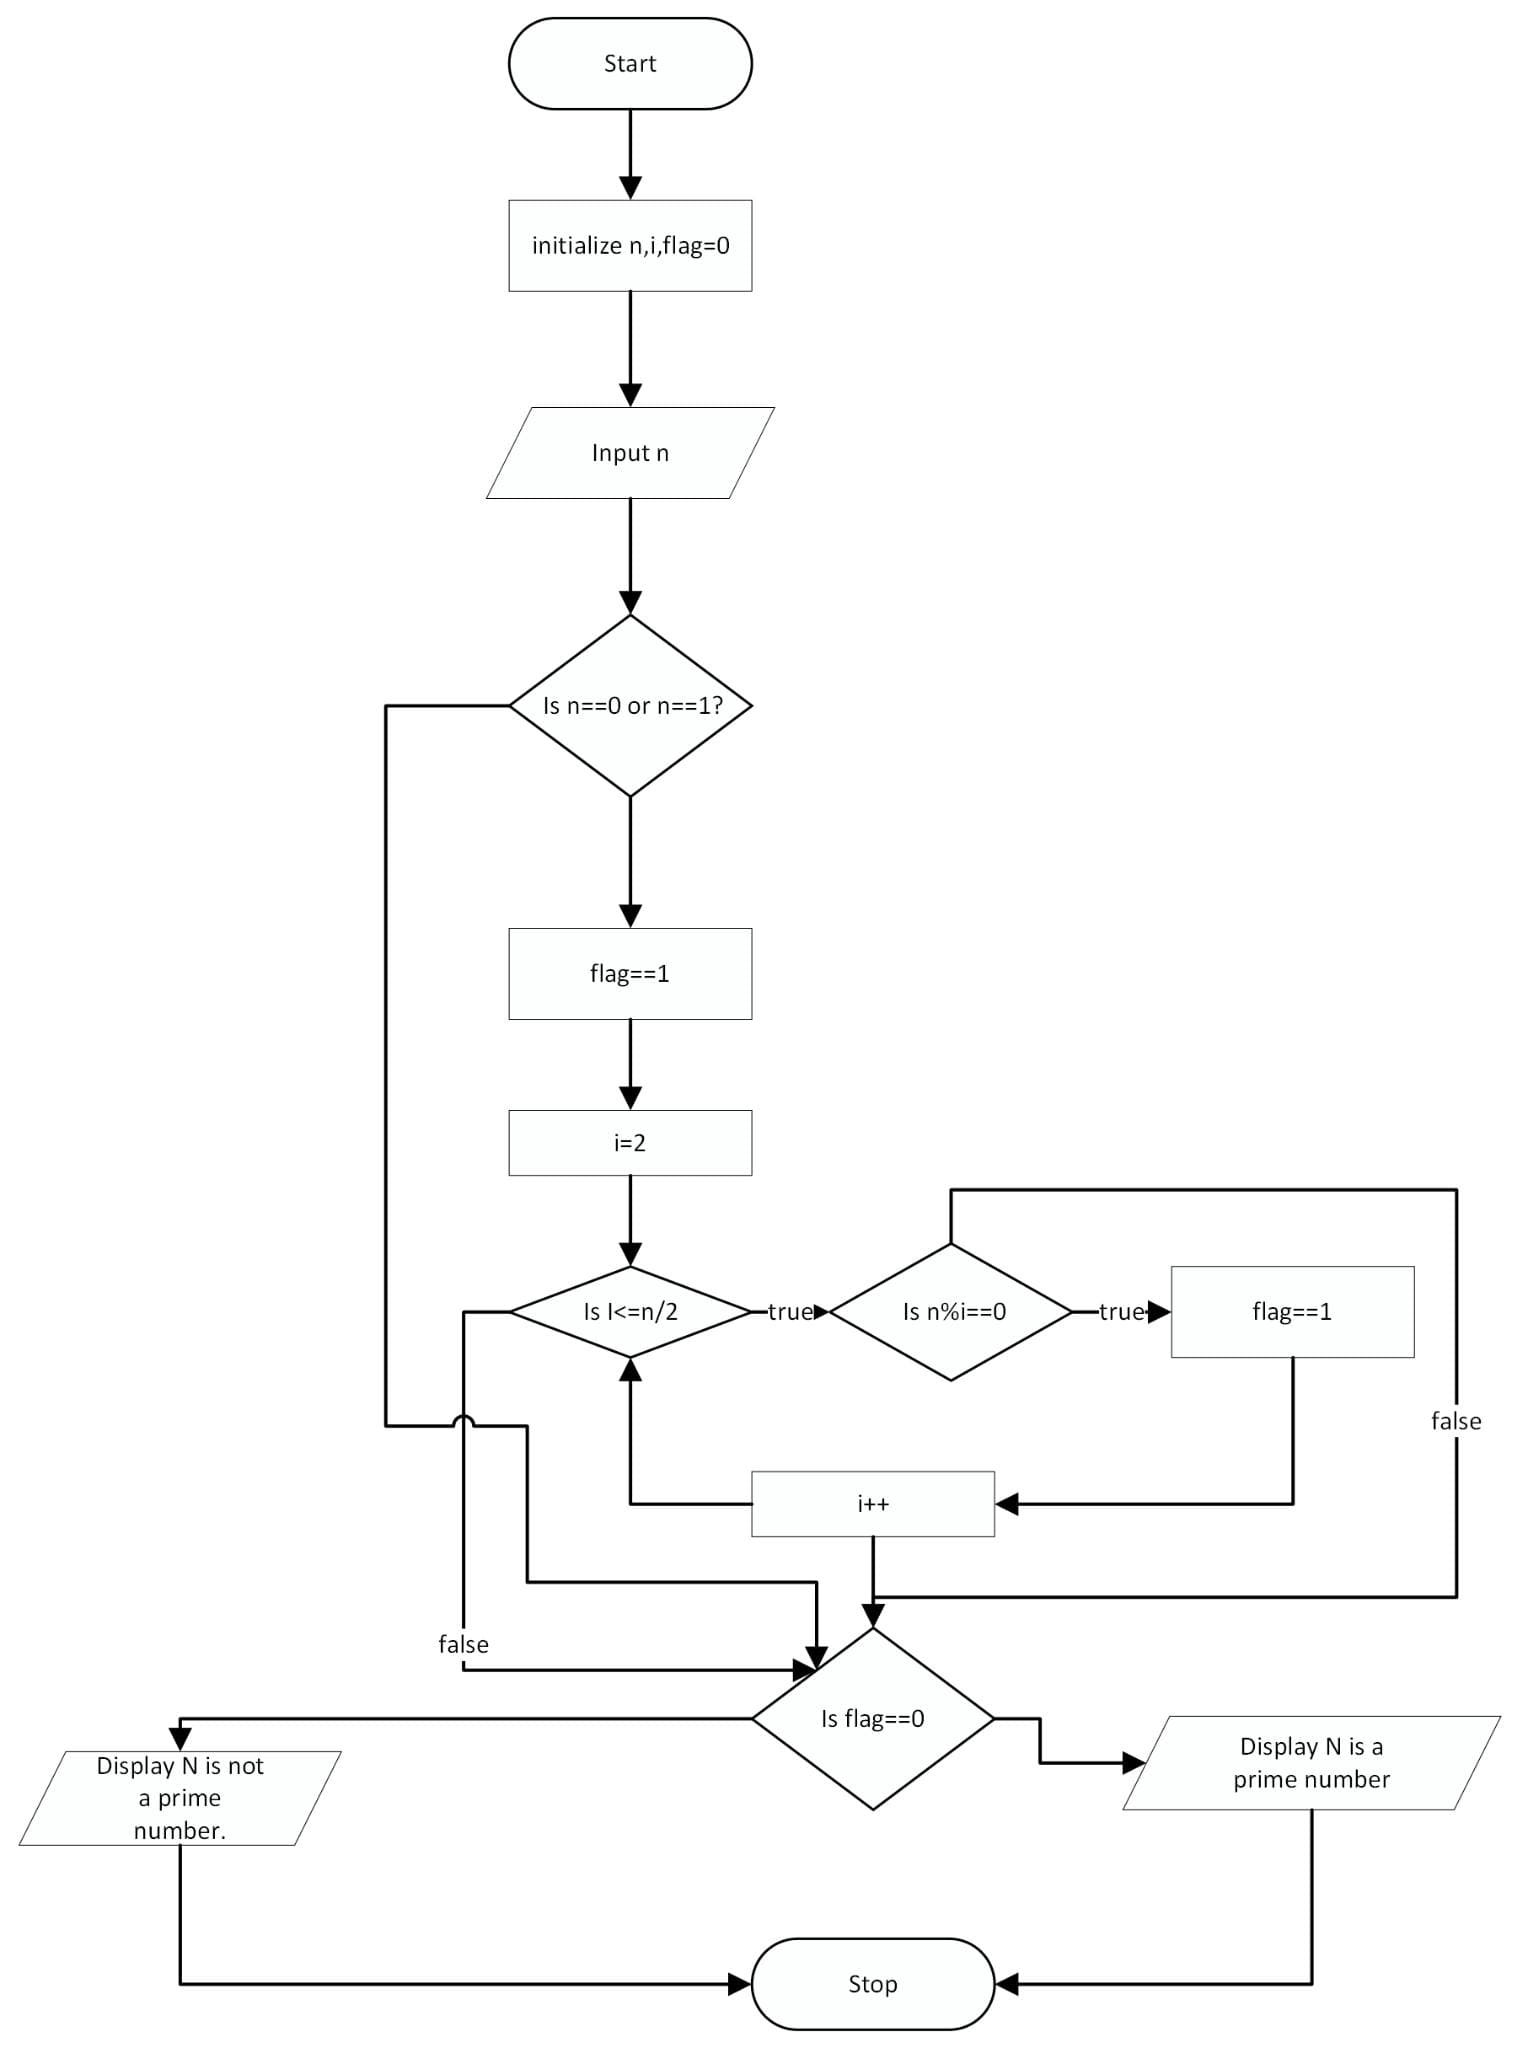 Start
initialize n,i,flag=0
Input n
Is n==0 or n==1?
flag==1
i=2
Is I<=n/2
true
Is n%i==0
true
flag==1
false
i++
false
Is flag==0
Display N is not
a prime
number.
Display N is a
prime number
Stop